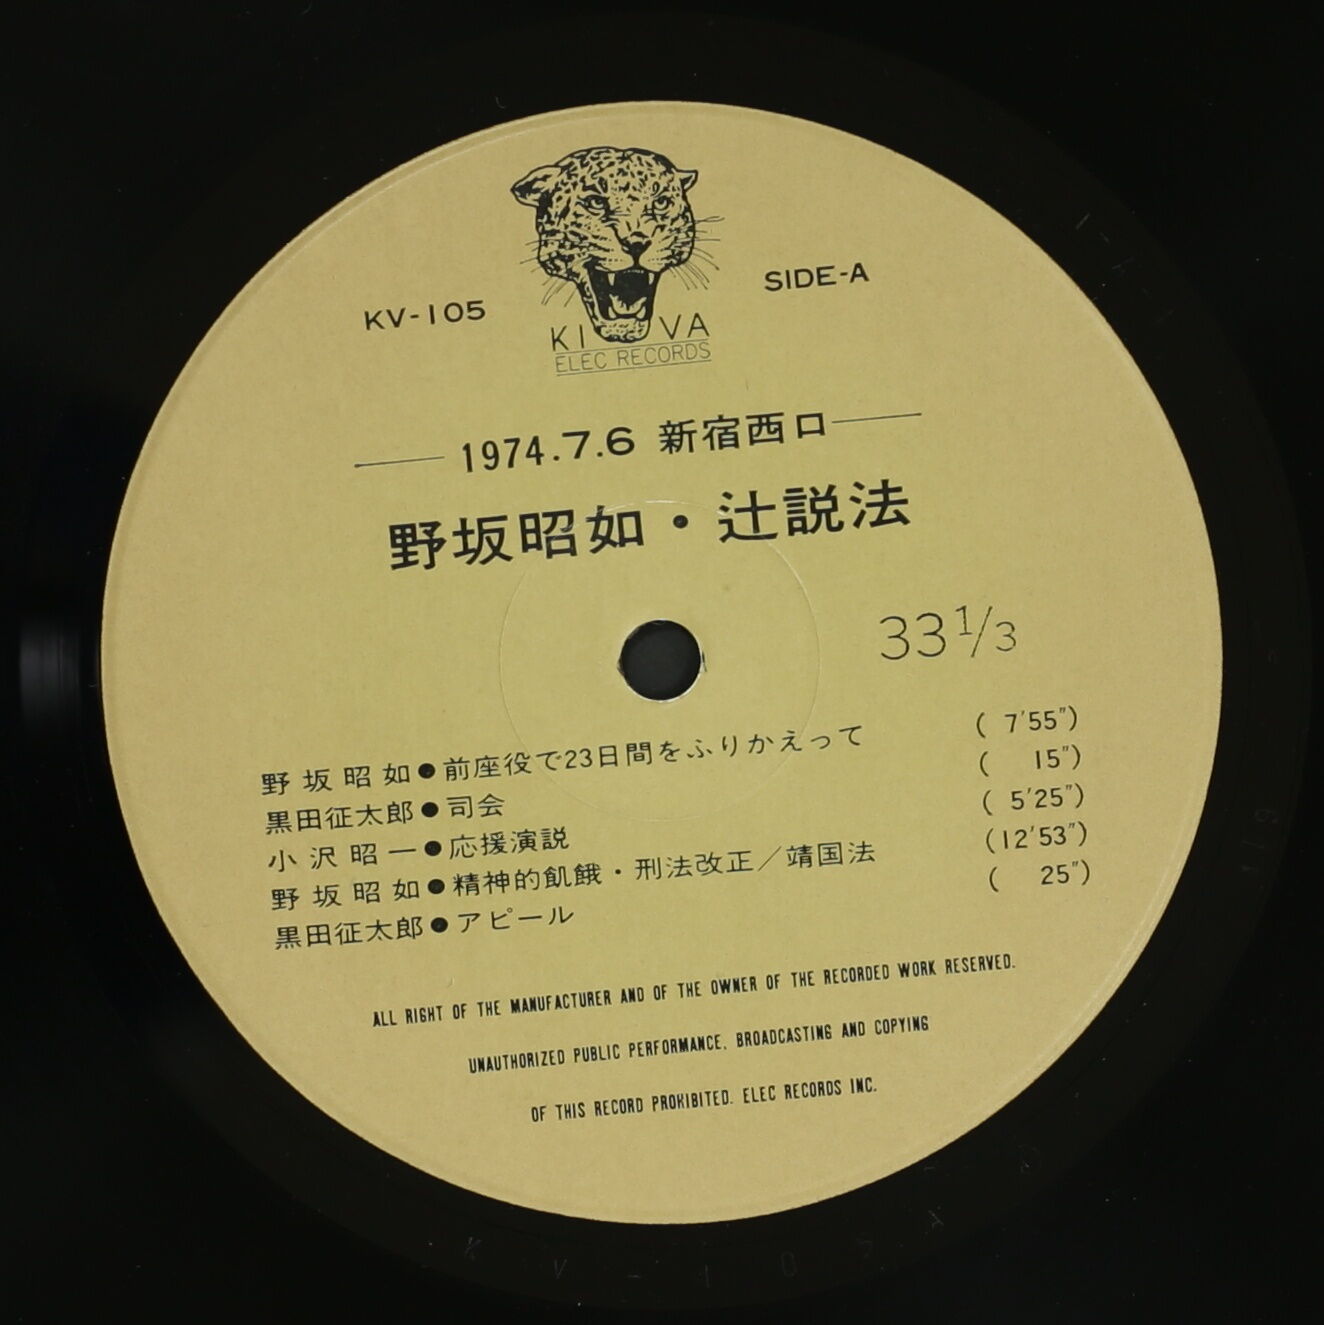 KV-105
SIDE-A
KIVA
ELEC RECORDS
1974.7.6 新宿西口
野坂昭如・辻説法
33 1/3
野坂昭如●前座役で23日間をふりかえって ( 7'55")
黒田征太郎●司会 ( 15")
小沢昭一●応援演説 ( 5'25")
野坂昭如●精神的飢餓・刑法改正／靖国法 (12'53")
黒田征太郎●アピール ( 25")
ALL RIGHT OF THE MANUFACTURER AND OF THE OWNER OF THE RECORDED WORK RESERVED.
UNAUTHORIZED PUBLIC PERFORMANCE, BROADCASTING AND COPYING
OF THIS RECORD PROHIBITED. ELEC RECORDS INC.
KV-105A